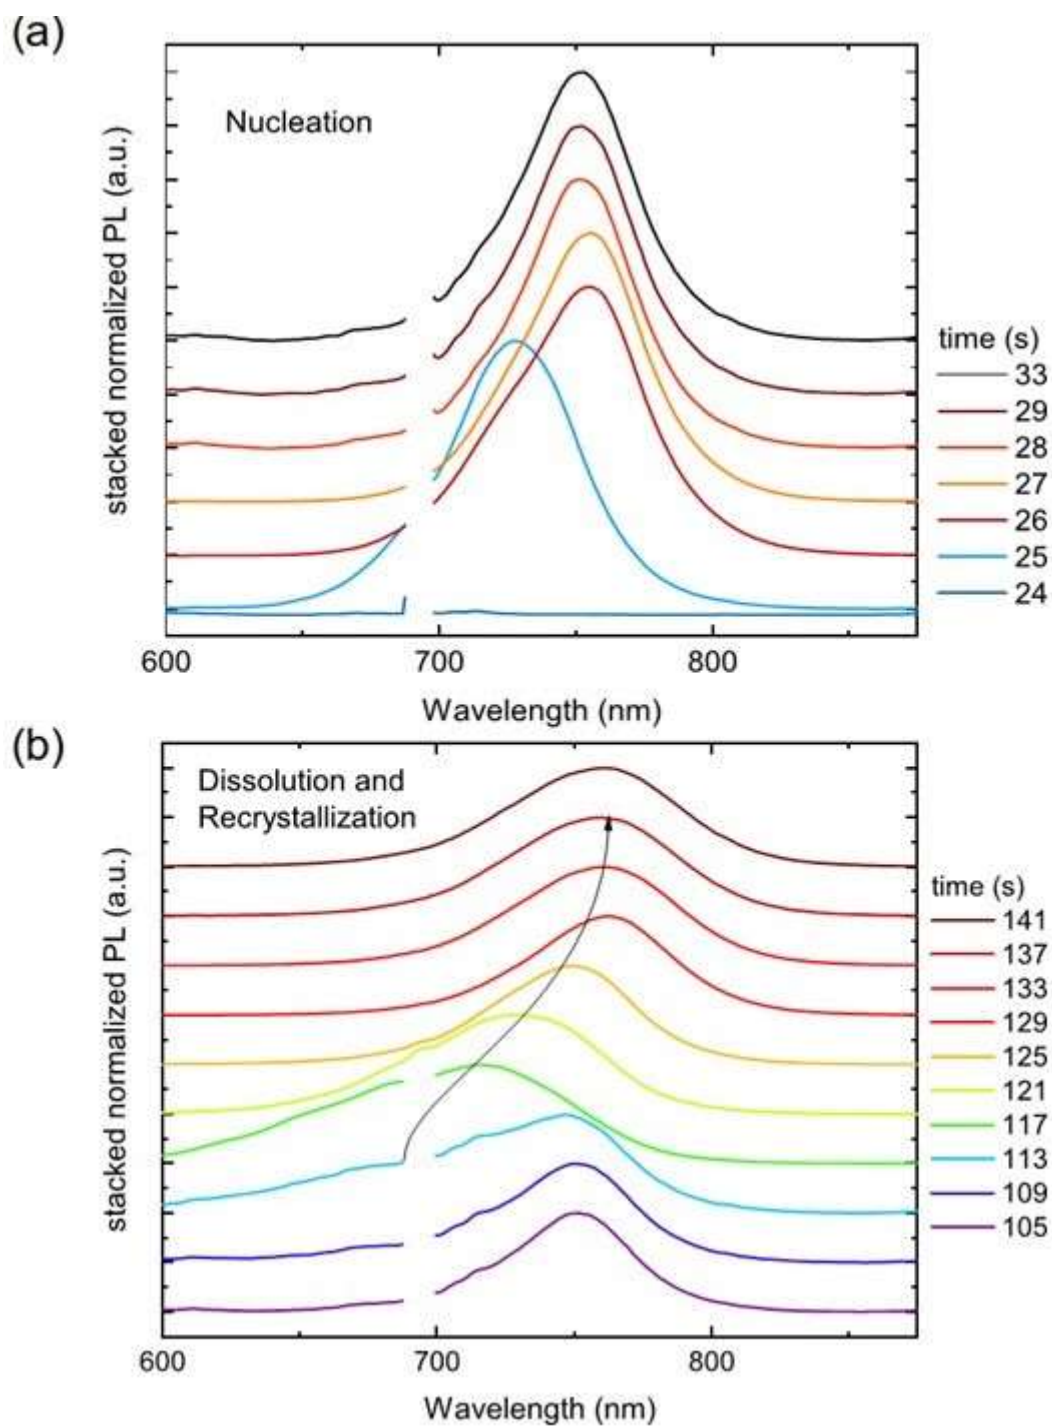 (a)
Nucleation
stacked normalized PL (a.u.)
time (s)
33
29
28
27
26
25
24
600
700
800
Wavelength (nm)
(b)
Dissolution and
Recrystallization
stacked normalized PL (a.u.)
time (s)
141
137
133
129
125
121
117
113
109
105
600
700
800
Wavelength (nm)